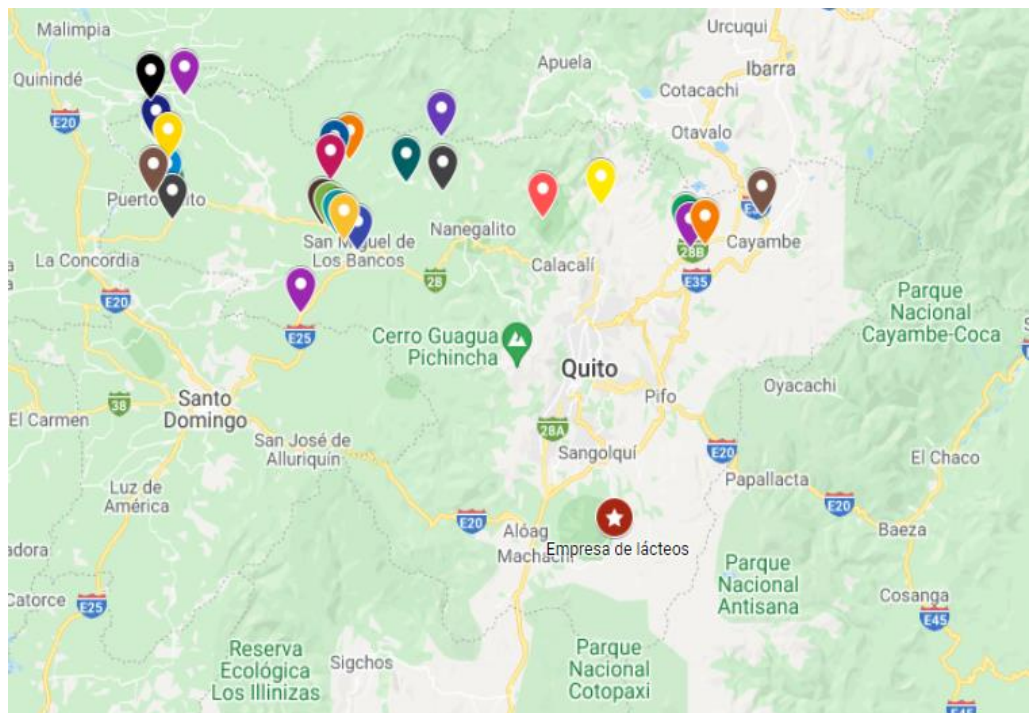 Malimpia
Urcuqui
Quinindé
Apuela
Ibarra
Cotacachi
E20
Otavalo
Puerto
ito
E35
San Miguel de
Los Bancos
Nanegalito
Cayambe
28B
La Concordia
Calacalí
28
E35
E20
Parque
Nacional
Cayambe-Coca
E25
Cerro Guagua
Pichincha
Quito
Oyacachi
Santo
Domingo
Pifo
38
El Carmen
28A
San José de
Alluriquín
Sangolquí
E20
El Chaco
Luz de
América
Papallacta
E20
E20
Alóag
Baeza
Empresa de lácteos
Machachi
adora
Parque
Nacional
Antisana
Catorce
E25
Cosanga
E45
Reserva
Ecológica
Los Illinizas
Sigchos
Parque
Nacional
Cotopaxi
E45